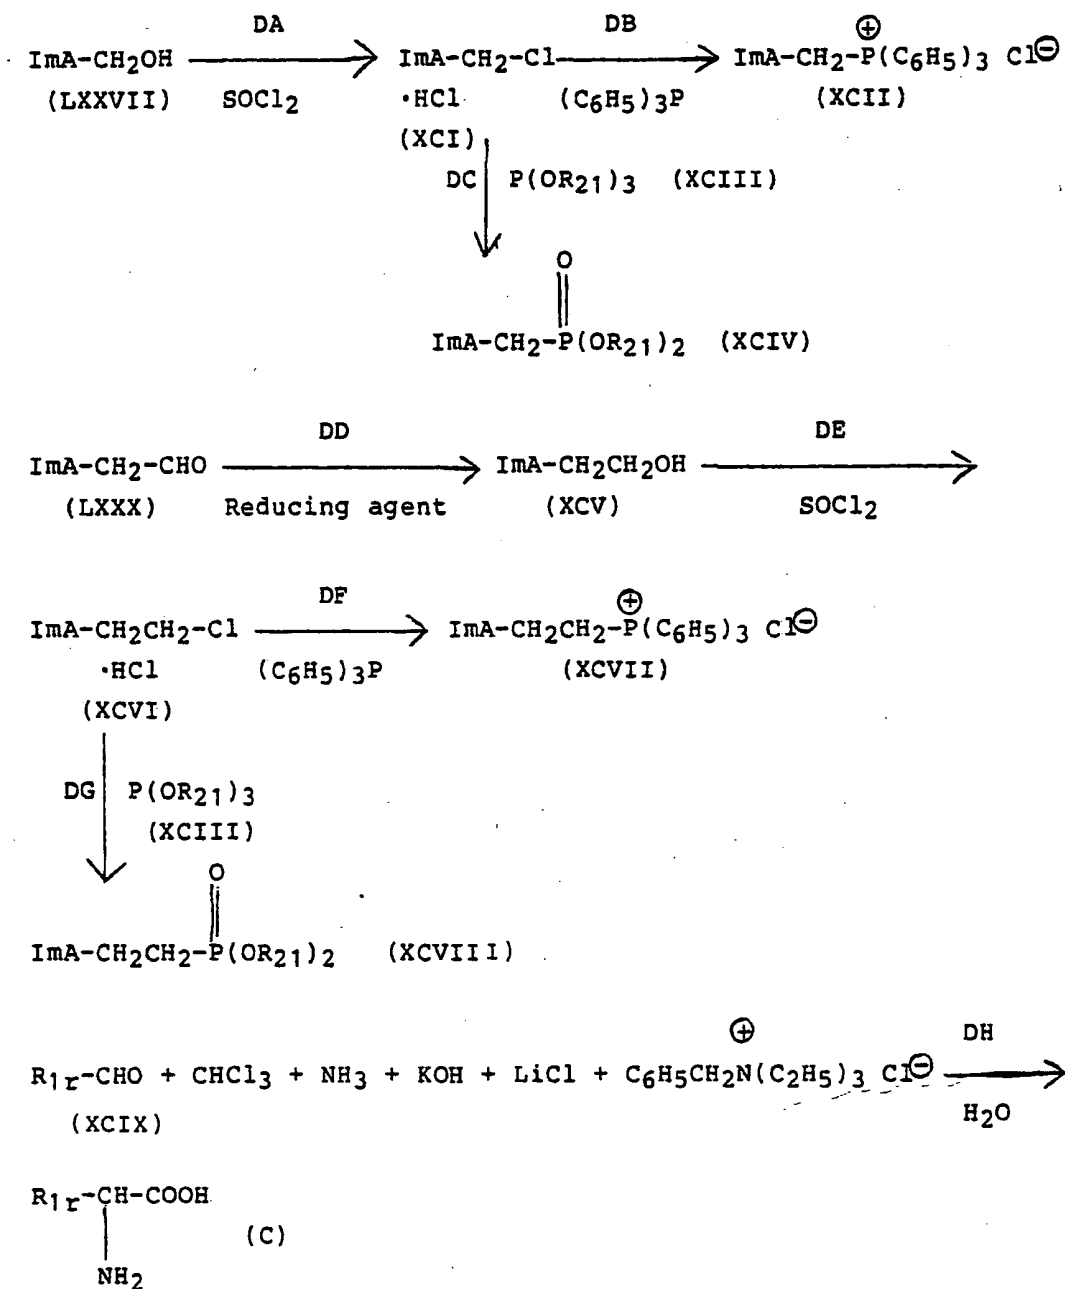 DA DB ⊕
ImA-CH2OH ImA-CH2-Cl ImA-CH2-P(C6H5)3 Cl⊖
(LXXVII) SOCl2 ·HCl (C6H5)3P (XCII)
(XCI)
DC P(OR21)3 (XCIII)
O
ImA-CH2-P(OR21)2 (XCIV)
DD DE
ImA-CH2-CHO ImA-CH2CH2OH
(LXXX) Reducing agent (XCV) SOCl2
DF ⊕
ImA-CH2CH2-Cl ImA-CH2CH2-P(C6H5)3 Cl⊖
·HCl (C6H5)3P (XCVII)
(XCVI)
DG P(OR21)3
(XCIII)
O
ImA-CH2CH2-P(OR21)2 (XCVIII)
⊕ DH
R1r-CHO + CHCl3 + NH3 + KOH + LiCl + C6H5CH2N(C2H5)3 Cl⊖
(XCIX) H2O
R1r-CH-COOH
(C)
NH2